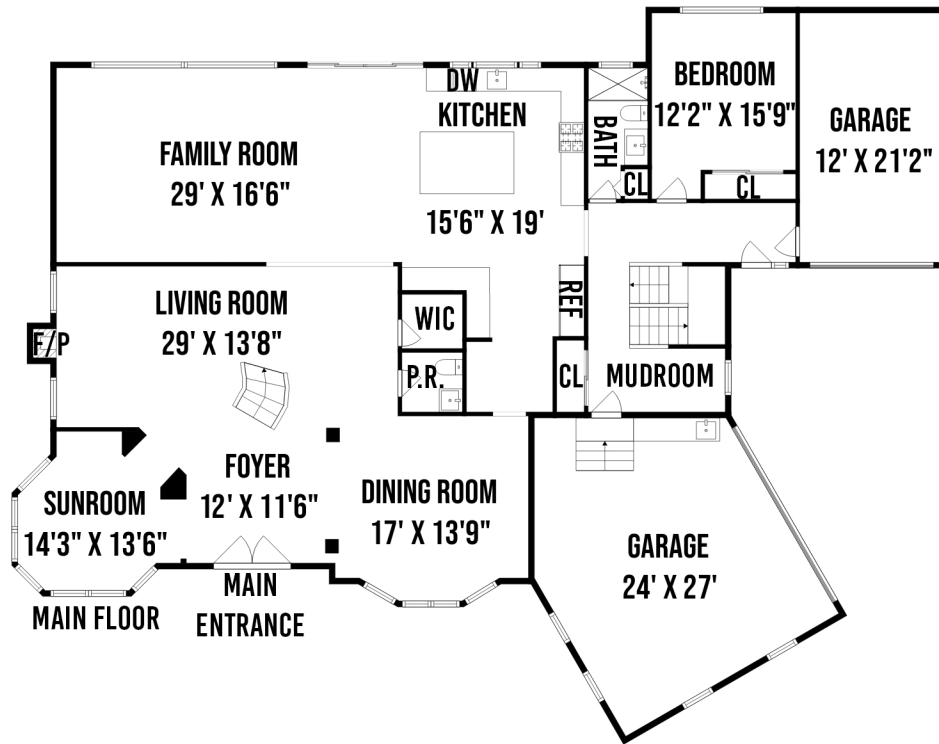 DW
KITCHEN
15'6" X 19'
BATH
CL
BEDROOM
12'2" X 15'9"
CL
GARAGE
12' X 21'2"
FAMILY ROOM
29' X 16'6"
LIVING ROOM
29' X 13'8"
F/P
WIC
P.R.
REF
CL
MUDROOM
FOYER
12' X 11'6"
SUNROOM
14'3" X 13'6"
DINING ROOM
17' X 13'9"
GARAGE
24' X 27'
MAIN FLOOR
MAIN
ENTRANCE